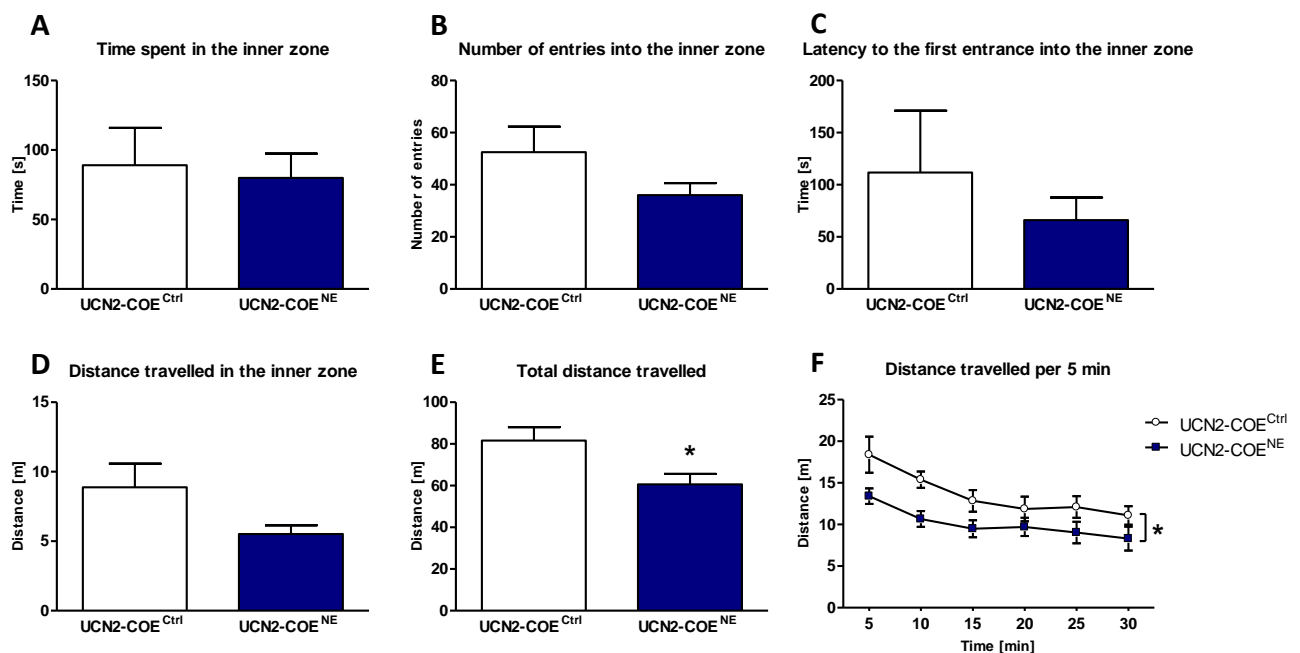 A
Time spent in the inner zone
Time [s]
150
100
50
0
UCN2-COE^Ctrl UCN2-COE^NE
B
Number of entries into the inner zone
Number of entries
80
60
40
20
0
UCN2-COE^Ctrl UCN2-COE^NE
C
Latency to the first entrance into the inner zone
Time [s]
200
150
100
50
0
UCN2-COE^Ctrl UCN2-COE^NE
D
Distance travelled in the inner zone
Distance [m]
15
10
5
0
UCN2-COE^Ctrl UCN2-COE^NE
E
Total distance travelled
Distance [m]
100
80
60
40
20
0
*
UCN2-COE^Ctrl UCN2-COE^NE
F
Distance travelled per 5 min
Distance [m]
25
20
15
10
5
0
UCN2-COE^Ctrl
UCN2-COE^NE
*
5 10 15 20 25 30
Time [min]